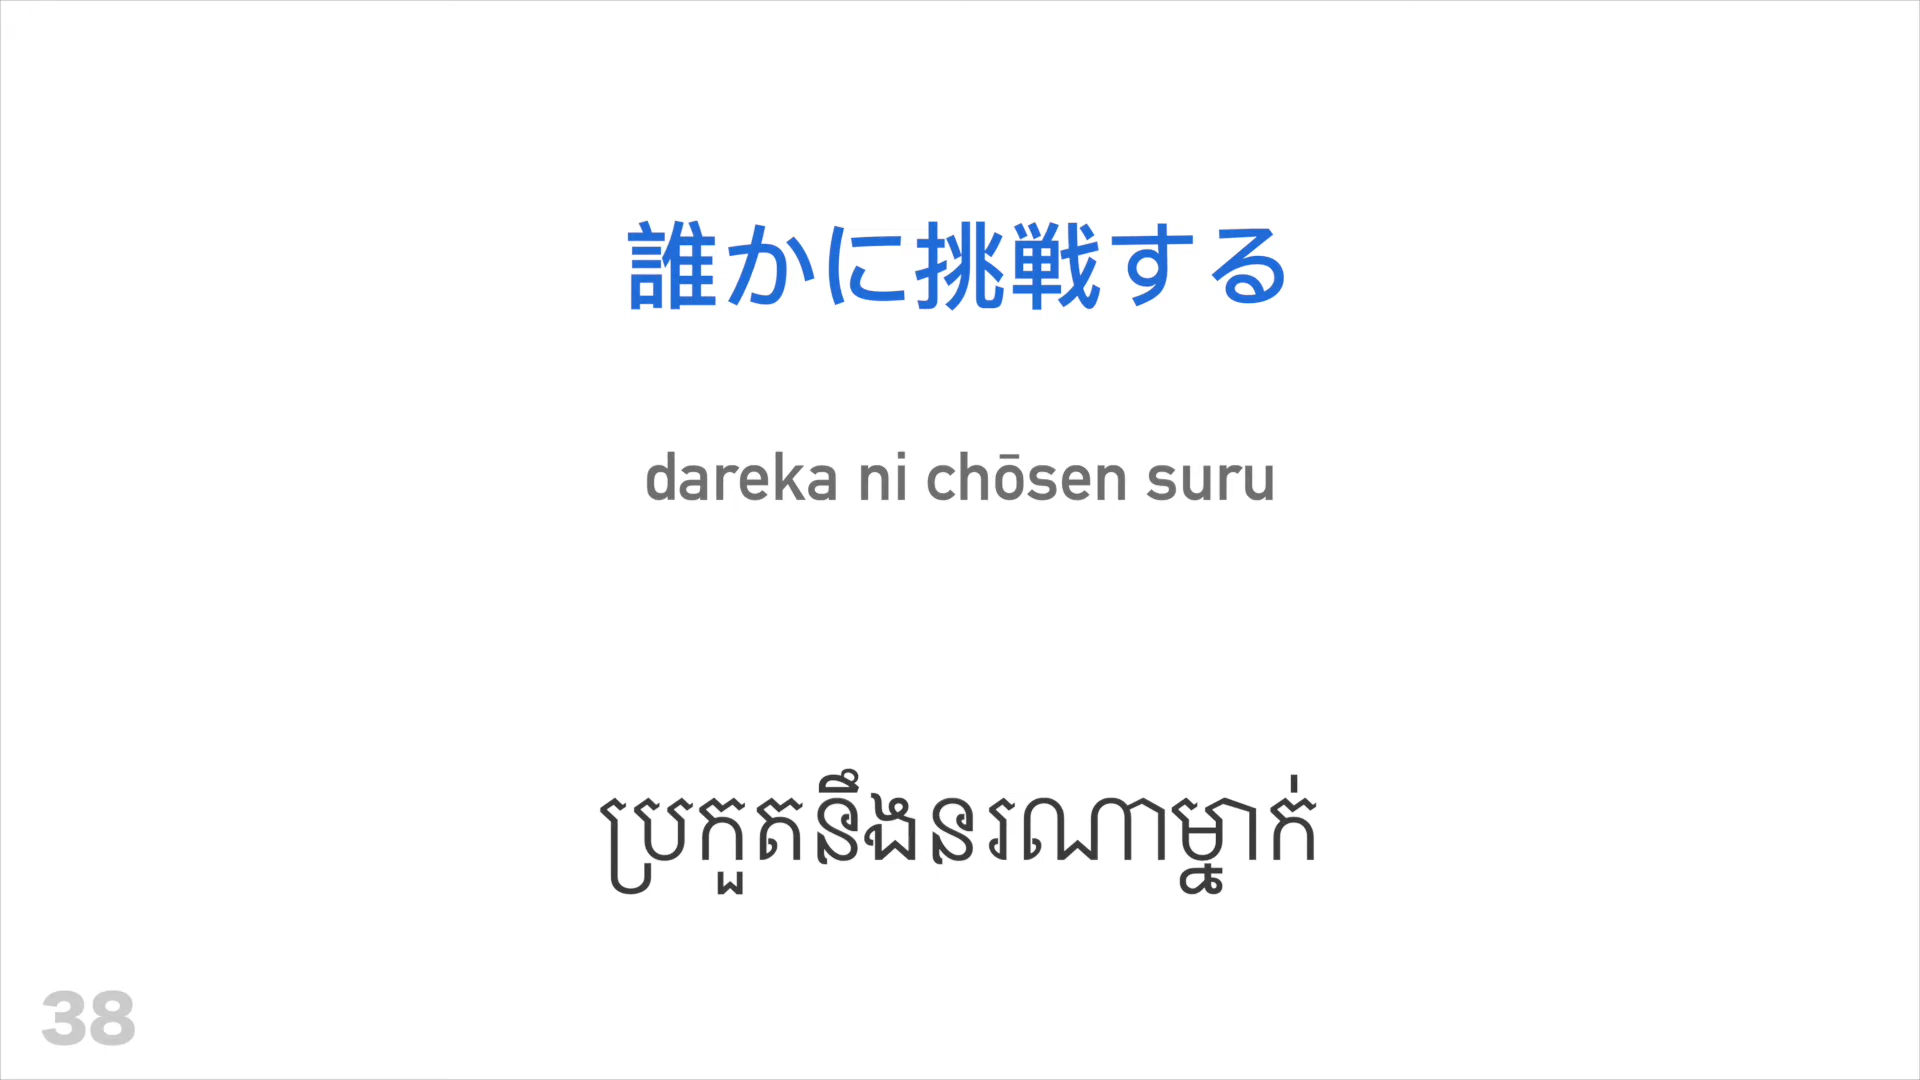 誰かに挑戦する
dareka ni chōsen suru
ប្រកួតនឹងនរណាម្នាក់
38